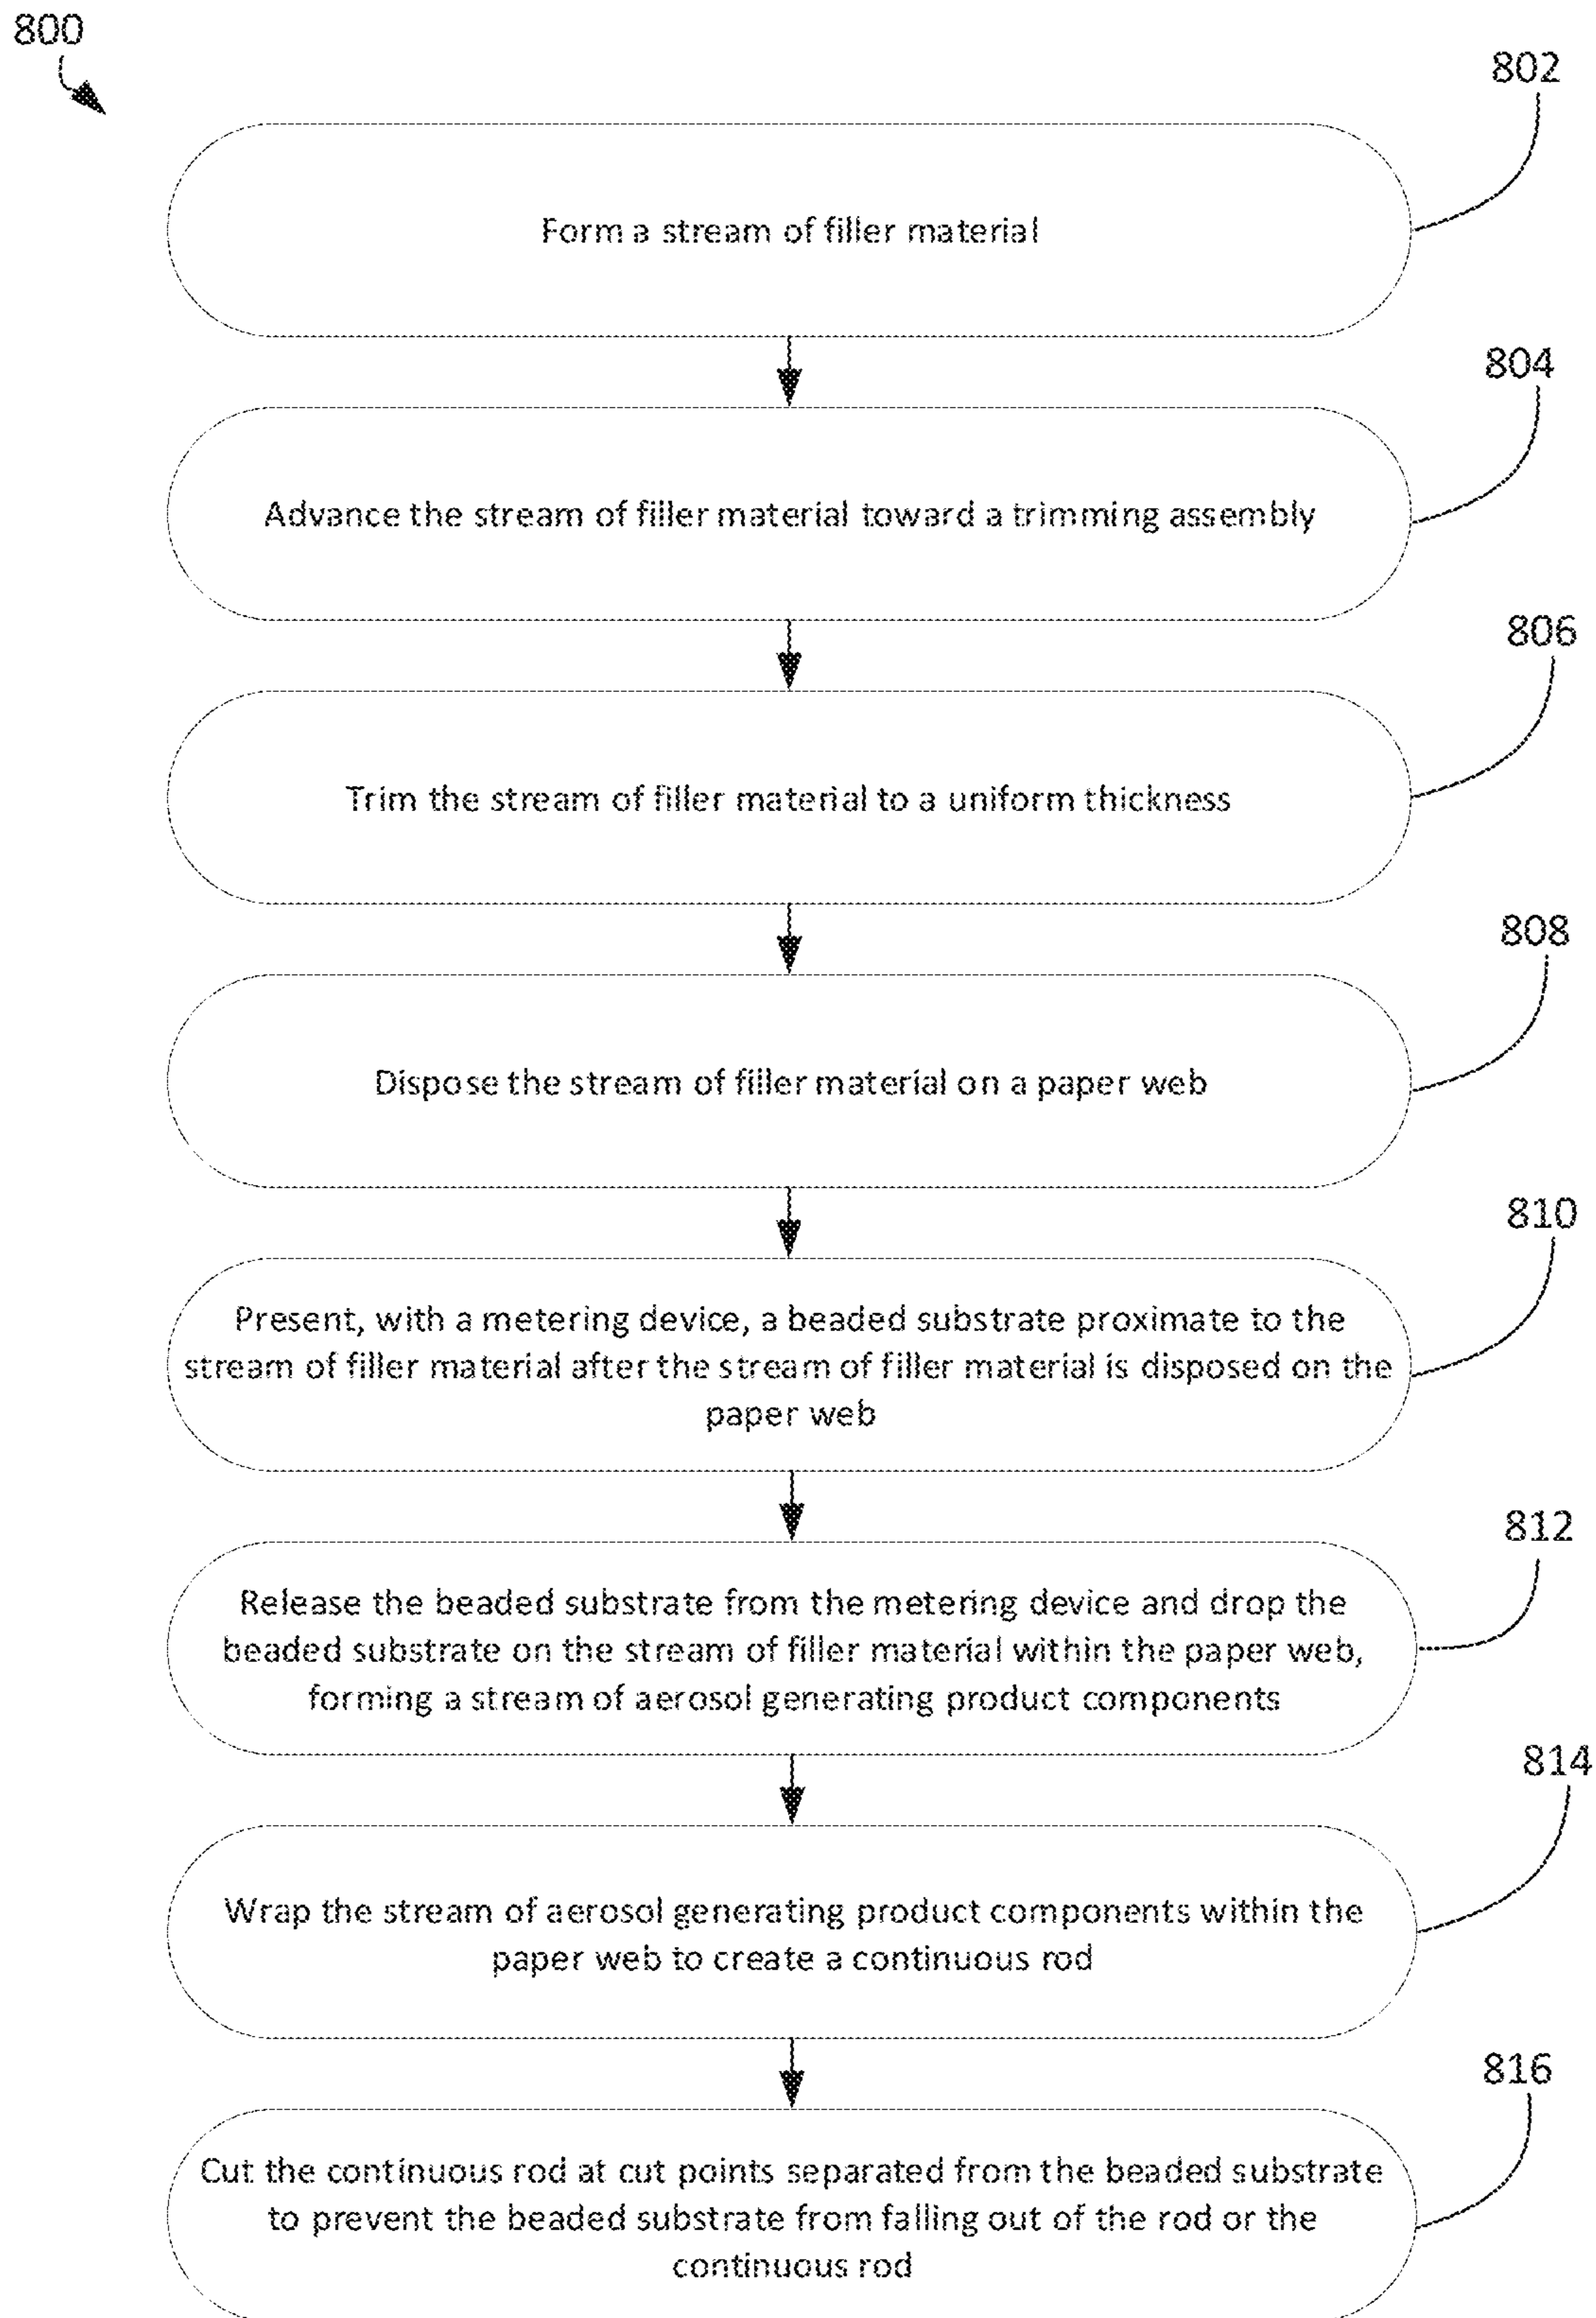 800
802
Form a stream of filler material
804
Advance the stream of filler material toward a trimming assembly
806
Trim the stream of filler material to a uniform thickness
808
Dispose the stream of filler material on a paper web
810
Present, with a metering device, a beaded substrate proximate to the
stream of filler material after the stream of filler material is disposed on the
paper web
812
Release the beaded substrate from the metering device and drop the
beaded substrate on the stream of filler material within the paper web,
forming a stream of aerosol generating product components
814
Wrap the stream of aerosol generating product components within the
paper web to create a continuous rod
816
Cut the continuous rod at cut points separated from the beaded substrate
to prevent the beaded substrate from falling out of the rod or the
continuous rod